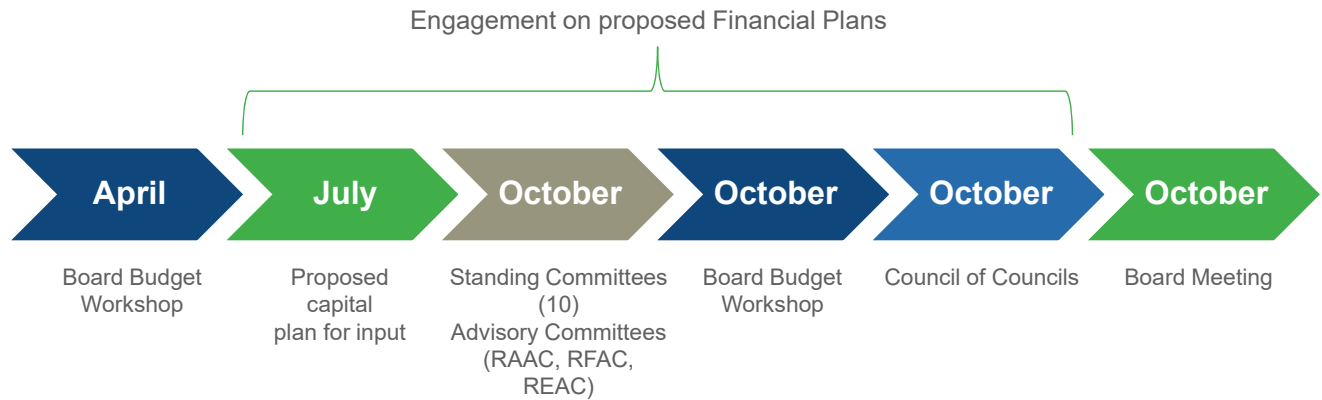 Engagement on proposed Financial Plans
April
July
October
October
October
October
Board Budget
Workshop
Proposed
capital
plan for input
Standing Committees
(10)
Advisory Committees
(RAAC, RFAC,
REAC)
Board Budget
Workshop
Council of Councils
Board Meeting